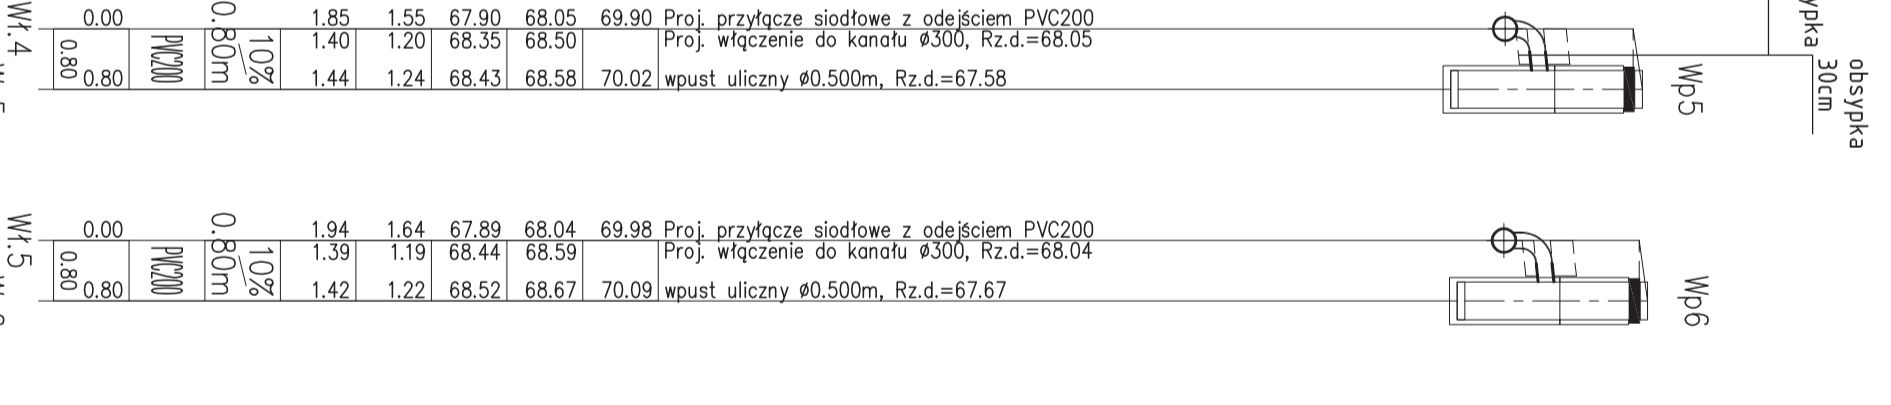 0.00 1.85 1.55 67.90 68.05 69.90 Proj. przyłącze siodłowe z odejściem PVC200
1.40 1.20 68.35 68.50 Proj. włączenie do kanału ø300, Rz.d.=68.05
0.80 1.44 1.24 68.43 68.58 70.02 wpust uliczny ø0.500m, Rz.d.=67.58
Wł.4
0.80
PVC200
0.80m
10%
Wp5
obsypka
30cm
0.00 1.94 1.64 67.89 68.04 69.98 Proj. przyłącze siodłowe z odejściem PVC200
1.39 1.19 68.44 68.59 Proj. włączenie do kanału ø300, Rz.d.=68.04
0.80 1.42 1.22 68.52 68.67 70.09 wpust uliczny ø0.500m, Rz.d.=67.67
Wł.5
0.80
PVC200
0.80m
10%
Wp6